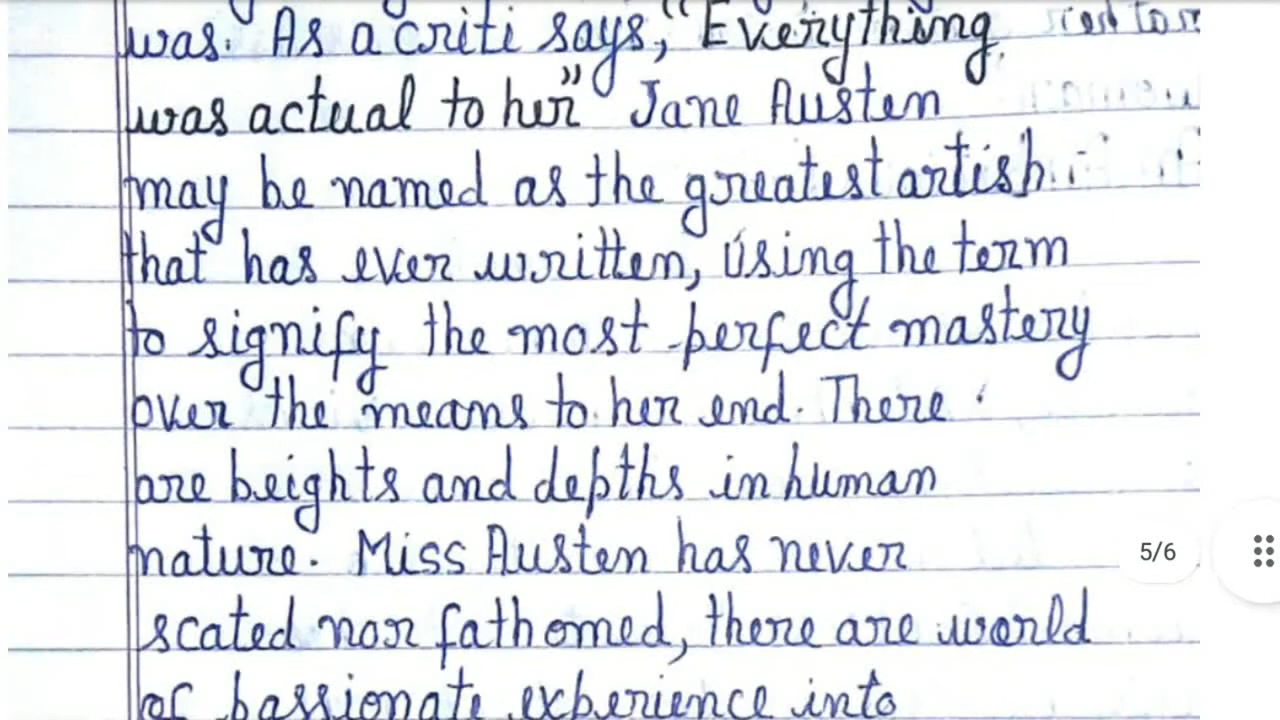 was. As a criti says, "Everything
was actual to her" Jane Austen
may be named as the greatest artish
that has ever written, Using the term
to signify the most perfect mastery
over the means to her end. There
are beights and depths in human
nature. Miss Austen has never
scated nor fathomed, there are world
of passionate experience into
5/6